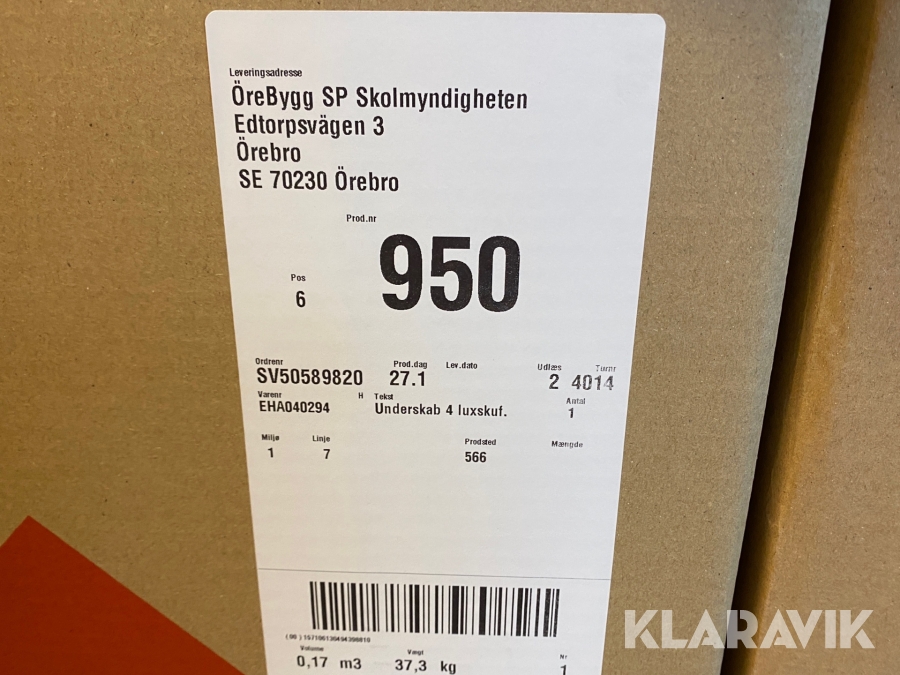 Leveringsadresse
ÖreBygg SP Skolmyndigheten
Edtorpsvägen 3
Örebro
SE 70230 Örebro
Prod.nr
950
Pos
6
Ordrenr Prod.dag Lev.dato Udlæs Turnr
SV50589820 27.1 2 4014
Varenr H Tekst Antal
EHA040294 Underskab 4 luxskuf. 1
Miljø Linje Prodsted Mængde
1 7 566
Volume Vægt Nr
0,17 m3 37,3 kg 1
KLARAVIK